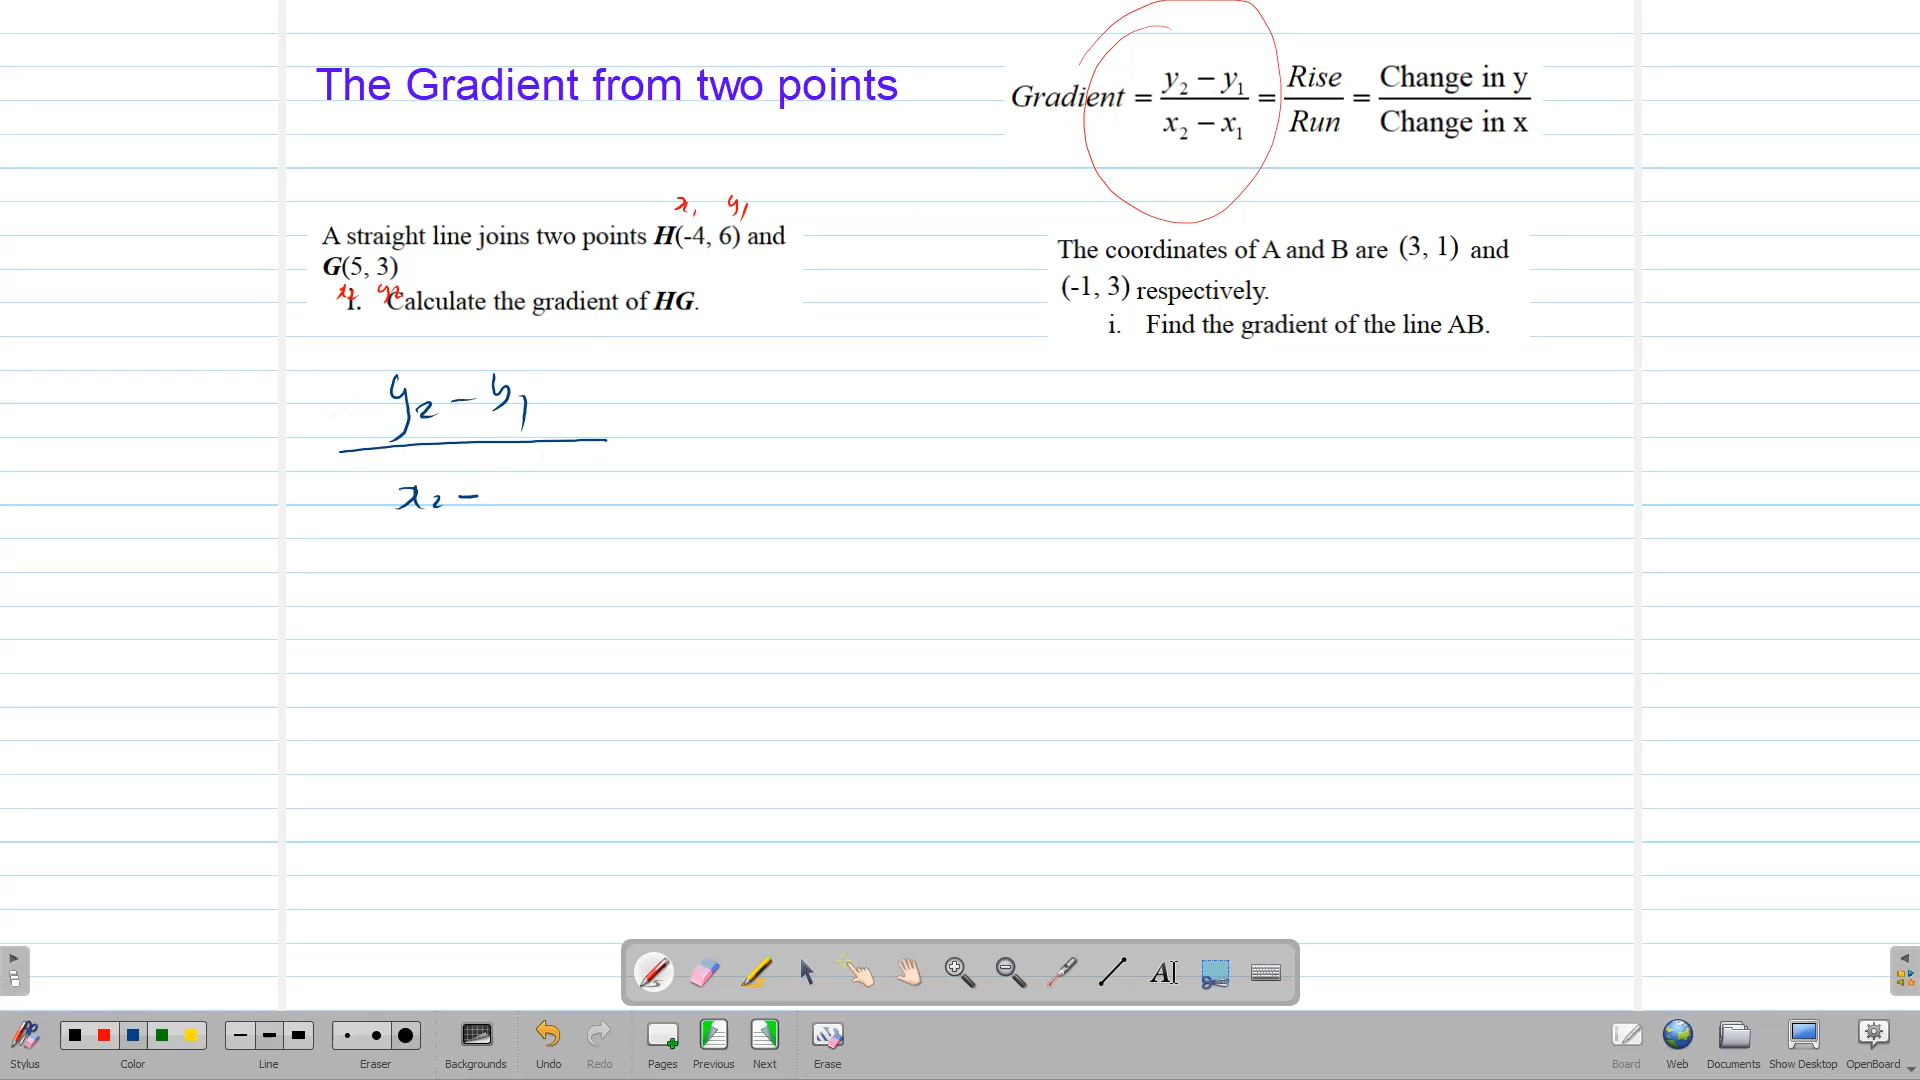 The Gradient from two points
Gradient = y₂ − y₁ / x₂ − x₁ = Rise / Run = Change in y / Change in x
x₁ y₁
A straight line joins two points H(-4, 6) and
G(5, 3)
x₂ y₂
i. Calculate the gradient of HG.
The coordinates of A and B are (3, 1) and
(-1, 3) respectively.
i. Find the gradient of the line AB.
y₂ − y₁
x₂ −
Stylus
Color
Line
Eraser
Backgrounds
Undo
Redo
Pages
Previous
Next
Erase
Board
Web
Documents
Show Desktop
OpenBoard